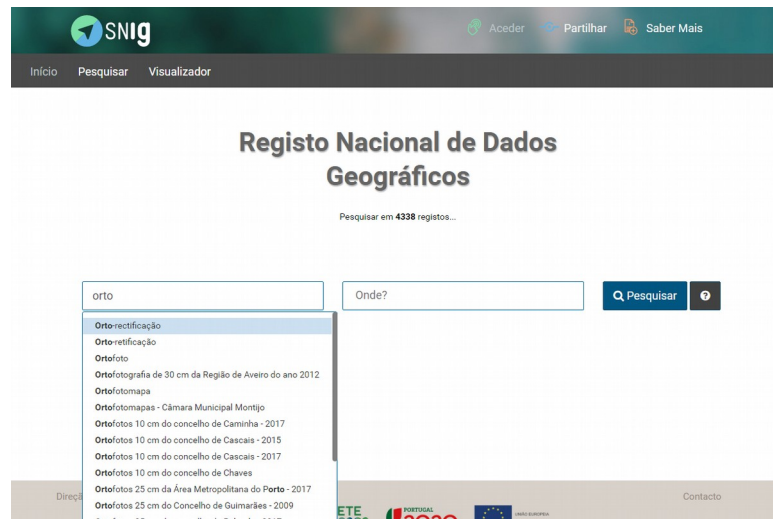 SNIg
Aceder Partilhar Saber Mais
Início Pesquisar Visualizador
Registo Nacional de Dados
Geográficos
Pesquisar em 4338 registos...
orto Onde? Pesquisar ?
Orto-rectificação
Orto-retificação
Ortofoto
Ortofotografia de 30 cm da Região de Aveiro do ano 2012
Ortofotomapa
Ortofotomapas - Câmara Municipal Montijo
Ortofotos 10 cm do concelho de Caminha - 2017
Ortofotos 10 cm do concelho de Cascais - 2015
Ortofotos 10 cm do concelho de Cascais - 2017
Ortofotos 10 cm do concelho de Chaves
Ortofotos 25 cm da Área Metropolitana do Porto - 2017
Contacto
Ortofotos 25 cm do Concelho de Guimarães - 2009
PORTUGAL
UNIÃO EUROPEIA